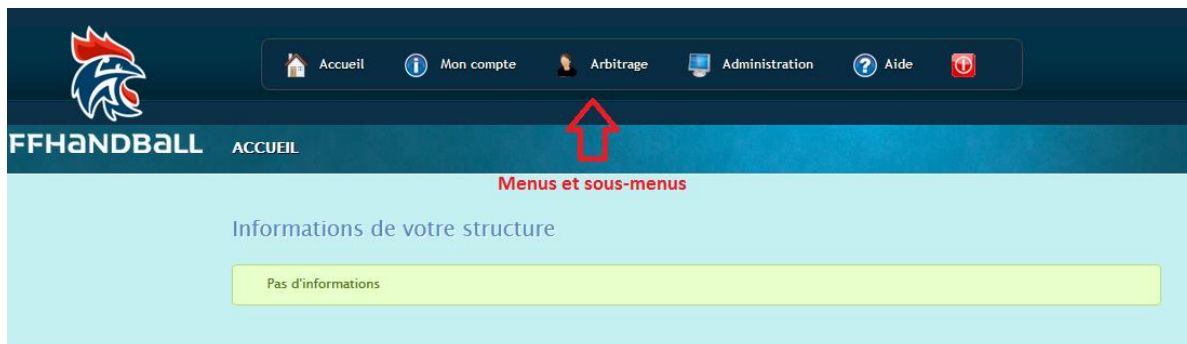 Accueil Mon compte Arbitrage Administration Aide
FFHANDBALL
ACCUEIL
Menus et sous-menus
Informations de votre structure
Pas d'informations